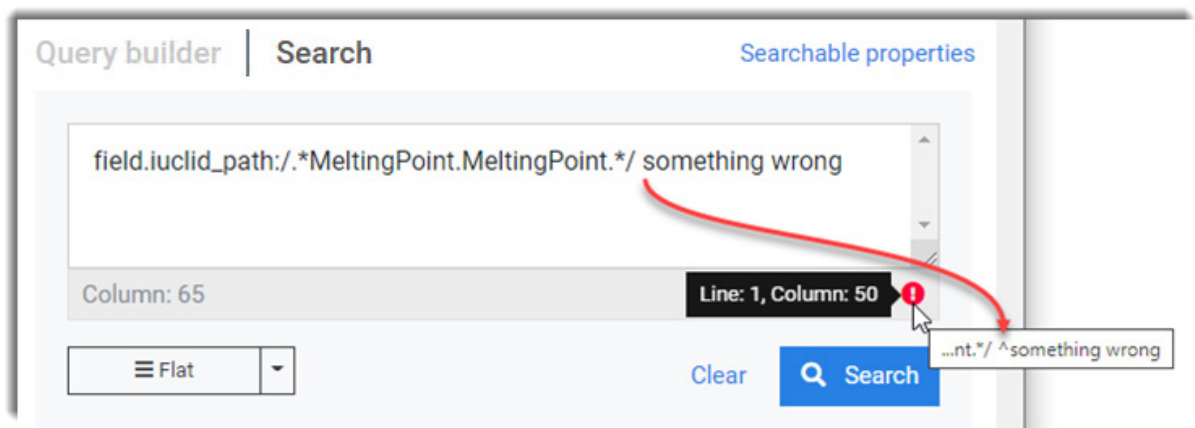 Query builder Search Searchable properties
field.iuclid_path:/.*MeltingPoint.MeltingPoint.*/ something wrong
Column: 65 Line: 1, Column: 50
...nt.*/ ^something wrong
Flat Clear Search